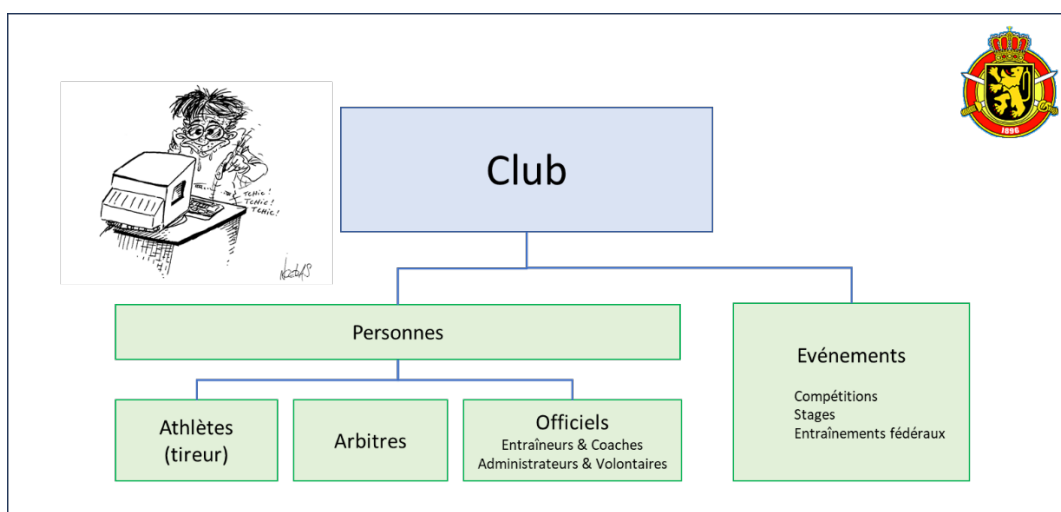 Club
TCHIC!
TCHIC!
TCHIC!
1896
Personnes
Evénements
Compétitions
Stages
Entraînements fédéraux
Athlètes
(tireur)
Arbitres
Officiels
Entraîneurs & Coaches
Administrateurs & Volontaires